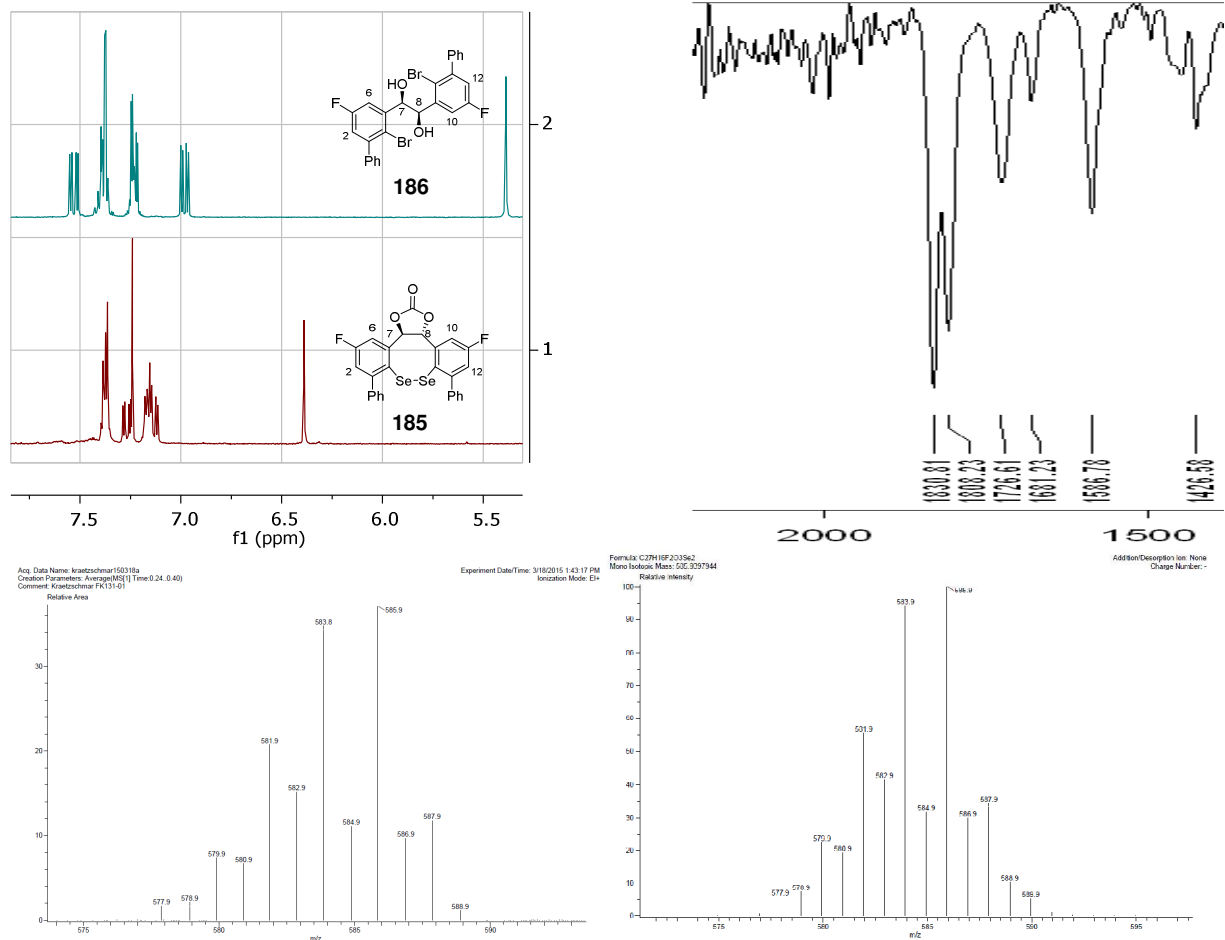 Ph
Br
12
HO
6
8
F
7
F
OH
10
2
Br
Ph
186
2
O
O
O
6
7
8
10
F
F
2
12
Se-Se
Ph
Ph
185
1
7.5
7.0
6.5
6.0
5.5
f1 (ppm)
1830.81
1808.23
1726.61
1681.23
1586.78
1426.58
2000
1500
Acq. Data Name: kraetzschmar150318a
Creation Parameters: Average(MS[1] Time:0.24..0.40)
Comment: Kraetzschmar FK131-01
Experiment Date/Time: 3/18/2015 1:43:17 PM
Ionization Mode: EI+
Relative Area
585.9
583.8
30
581.9
20
582.9
587.9
584.9
10
586.9
579.9
580.9
577.9
578.9
588.9
0
575
580
585
590
m/z
Formula: C27H16F2O3Se2
Mono Isotopic Mass: 585.9397944
Addition/Desorption Ion: None
Charge Number: -
Relative Intensity
100
583.9
90
80
70
60
581.9
50
582.9
40
587.9
584.9
30
586.9
579.9
580.9
20
588.9
10
577.9
0
575
580
585
590
595
m/z